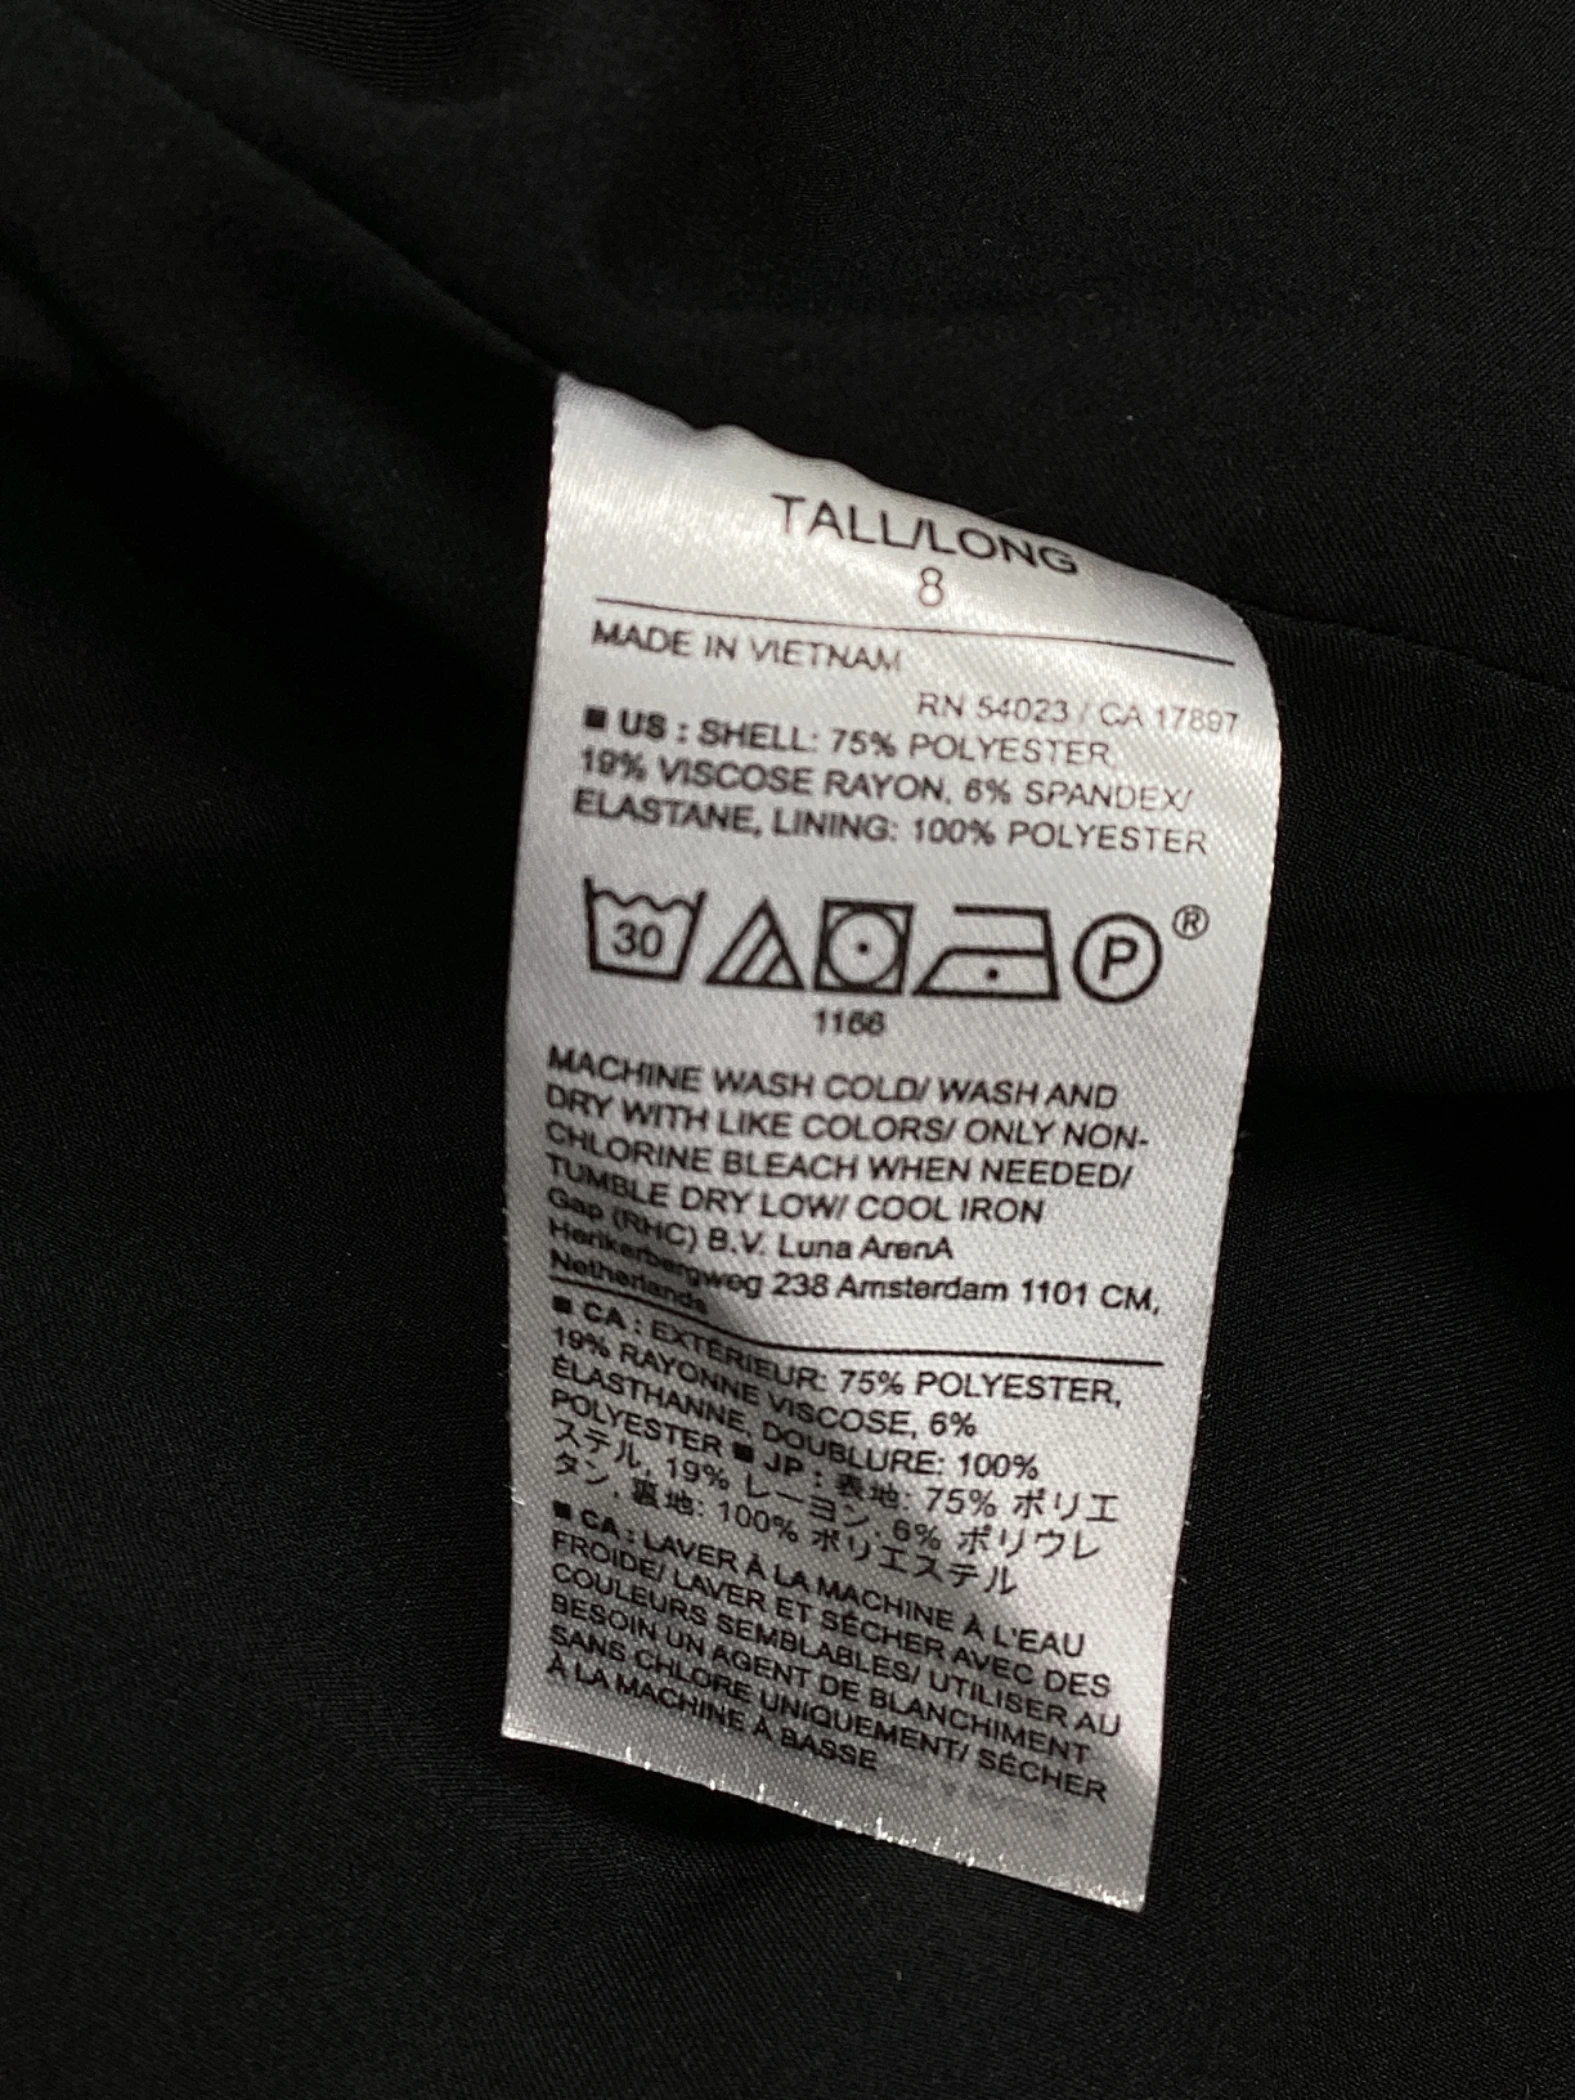 TALL/LONG
8
MADE IN VIETNAM
RN 54023 / CA 17897
■ US : SHELL: 75% POLYESTER,
19% VISCOSE RAYON, 6% SPANDEX/
ELASTANE, LINING: 100% POLYESTER
30 P ®
1166
MACHINE WASH COLD/ WASH AND
DRY WITH LIKE COLORS/ ONLY NON-
CHLORINE BLEACH WHEN NEEDED/
TUMBLE DRY LOW/ COOL IRON
Gap (RHC) B.V. Luna ArenA
Herikerbergweg 238 Amsterdam 1101 CM,
Netherlands
■ CA : EXTÉRIEUR: 75% POLYESTER,
19% RAYONNE VISCOSE, 6%
ÉLASTHANNE, DOUBLURE: 100%
POLYESTER ■ JP : 表地: 75% ポリエ
ステル, 19% レーヨン, 6% ポリウレ
タン, 裏地: 100% ポリエステル
■ CA : LAVER À LA MACHINE À L'EAU
FROIDE/ LAVER ET SÉCHER AVEC DES
COULEURS SEMBLABLES/ UTILISER AU
BESOIN UN AGENT DE BLANCHIMENT
SANS CHLORE UNIQUEMENT/ SÉCHER
À LA MACHINE À BASSE